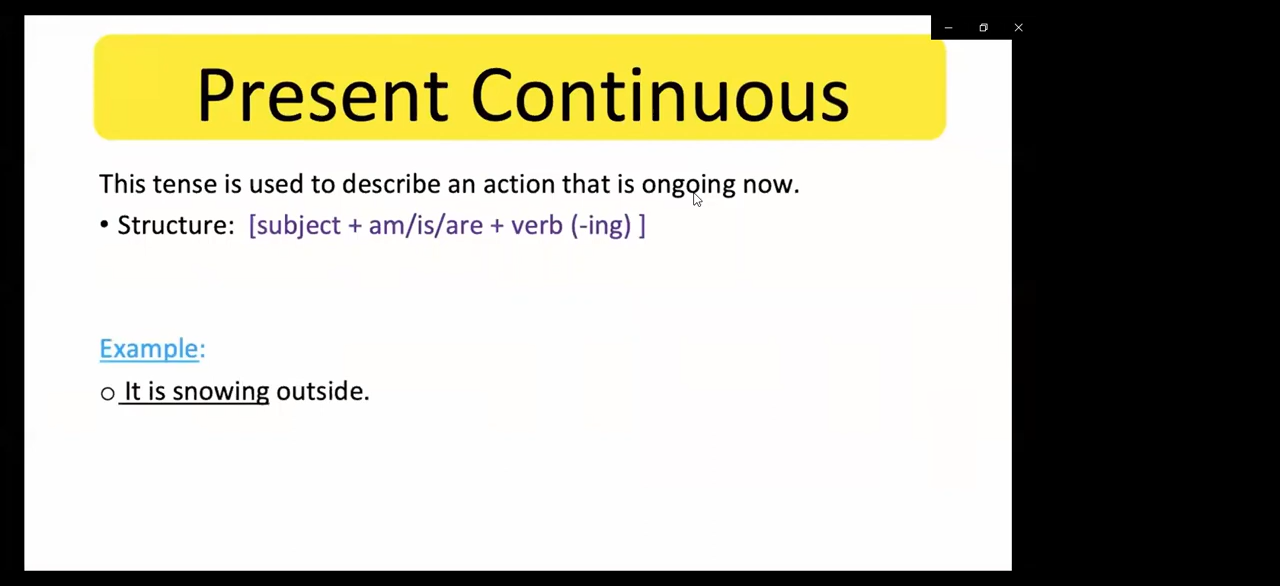 Present Continuous
This tense is used to describe an action that is ongoing now.
• Structure: [subject + am/is/are + verb (-ing) ]
Example:
o It is snowing outside.